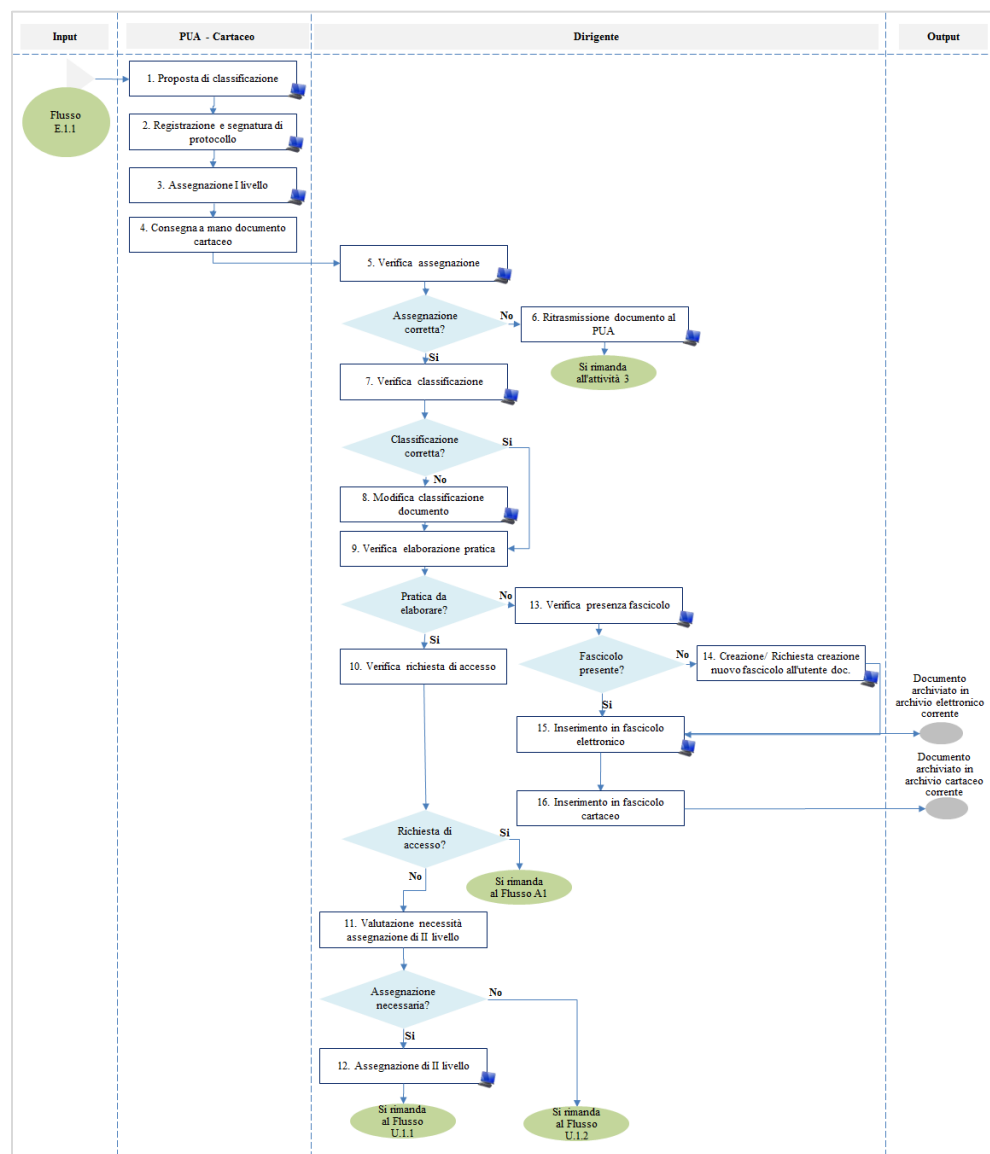 Input
PUA - Cartaceo
Dirigente
Output
Flusso
E.1.1
1. Proposta di classificazione
2. Registrazione e segnatura di
protocollo
3. Assegnazione I livello
4. Consegna a mano documento
cartaceo
5. Verifica assegnazione
Assegnazione
corretta?
No
6. Ritrasmissione documento al
PUA
Si
Si rimanda
all'attività 3
7. Verifica classificazione
Classificazione
corretta?
Si
No
8. Modifica classificazione
documento
9. Verifica elaborazione pratica
Pratica da
elaborare?
No
13. Verifica presenza fascicolo
Si
10. Verifica richiesta di accesso
Fascicolo
presente?
No
14. Creazione/ Richiesta creazione
nuovo fascicolo all'utente doc.
Si
Documento
archiviato in
archivio elettronico
corrente
15. Inserimento in fascicolo
elettronico
Documento
archiviato in
archivio cartaceo
corrente
16. Inserimento in fascicolo
cartaceo
Richiesta di
accesso?
Si
No
Si rimanda
al Flusso A1
11. Valutazione necessità
assegnazione di II livello
Assegnazione
necessaria?
No
Si
12. Assegnazione di II livello
Si rimanda
al Flusso
U.1.1
Si rimanda
al Flusso
U.1.2